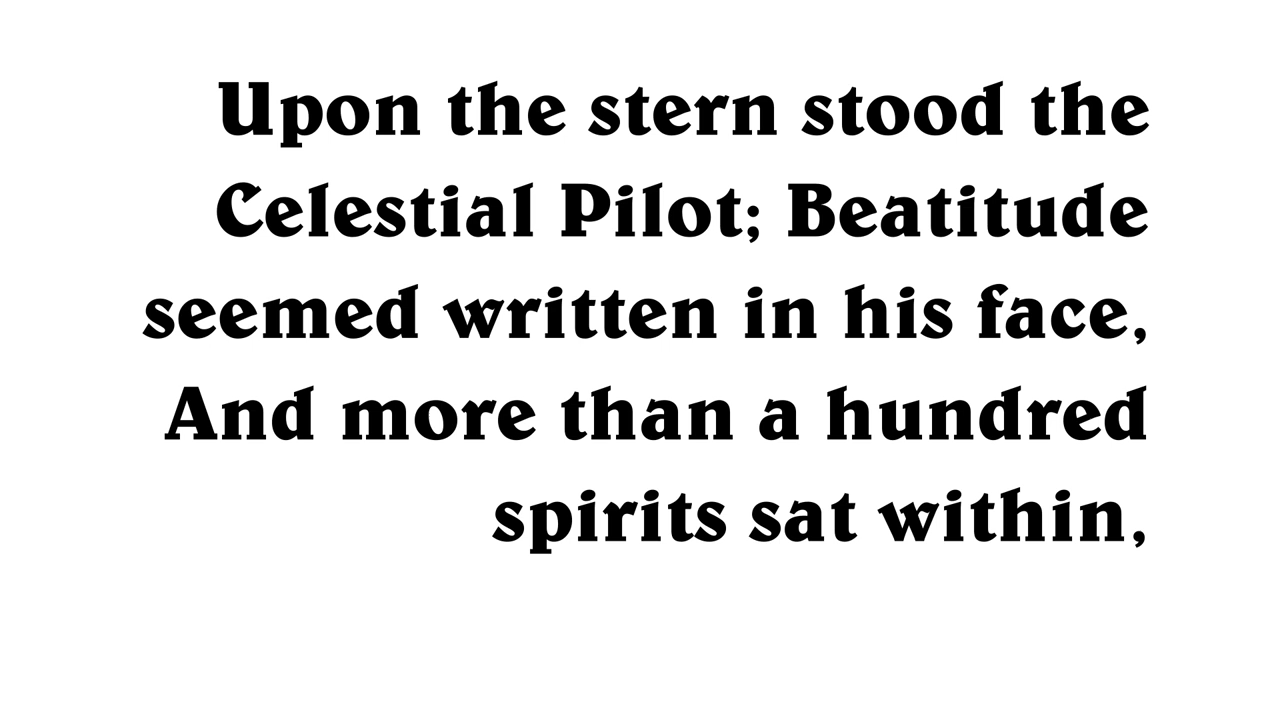 Upon the stern stood the
Celestial Pilot; Beatitude
seemed written in his face,
And more than a hundred
spirits sat within,